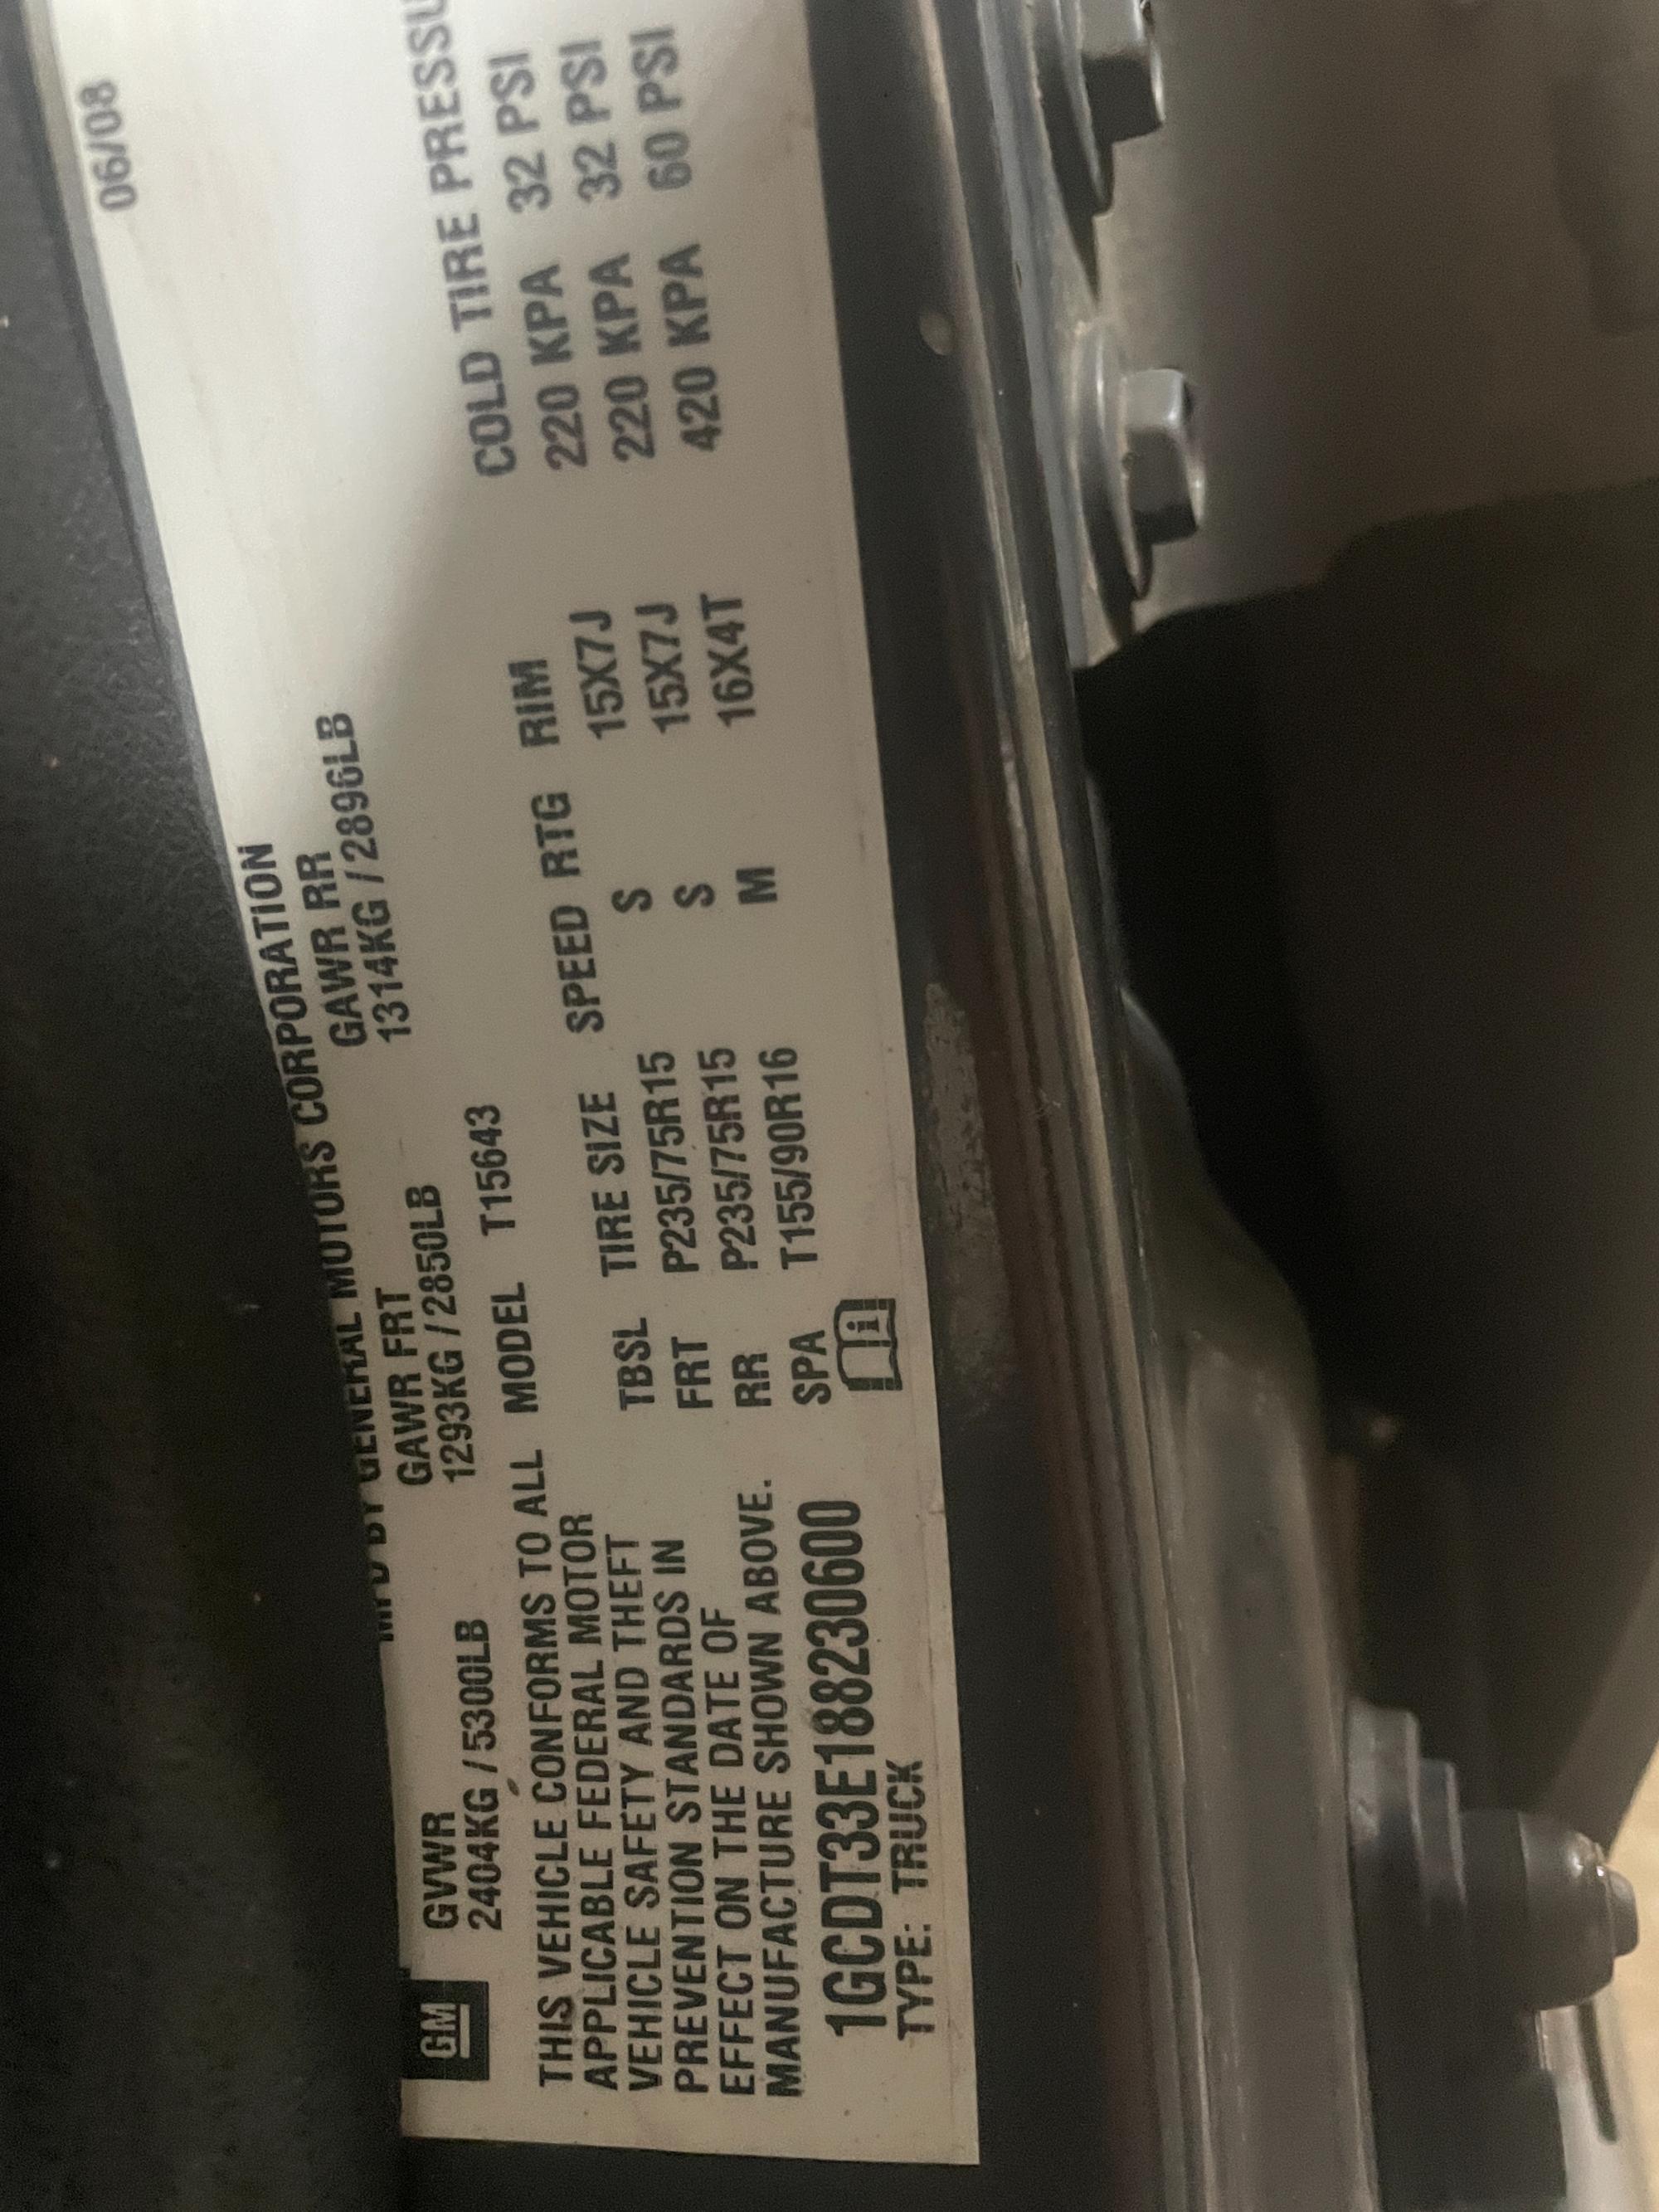 06/08
MFD BY GENERAL MOTORS CORPORATION
GM
GVWR GAWR FRT GAWR RR
2404KG / 5300LB 1293KG / 2850LB 1314KG / 2896LB
THIS VEHICLE CONFORMS TO ALL
APPLICABLE FEDERAL MOTOR
VEHICLE SAFETY AND THEFT
PREVENTION STANDARDS IN
EFFECT ON THE DATE OF
MANUFACTURE SHOWN ABOVE.
1GCDT33E188230600
TYPE: TRUCK
MODEL T15643
TBSL TIRE SIZE SPEED RTG RIM COLD TIRE
FRT P235/75R15 S 15X7J 220 KPA 32 PSI
RR P235/75R15 S 15X7J 220 KPA 32 PSI
SPA T155/90R16 M 16X4T 420 KPA 60 PSI